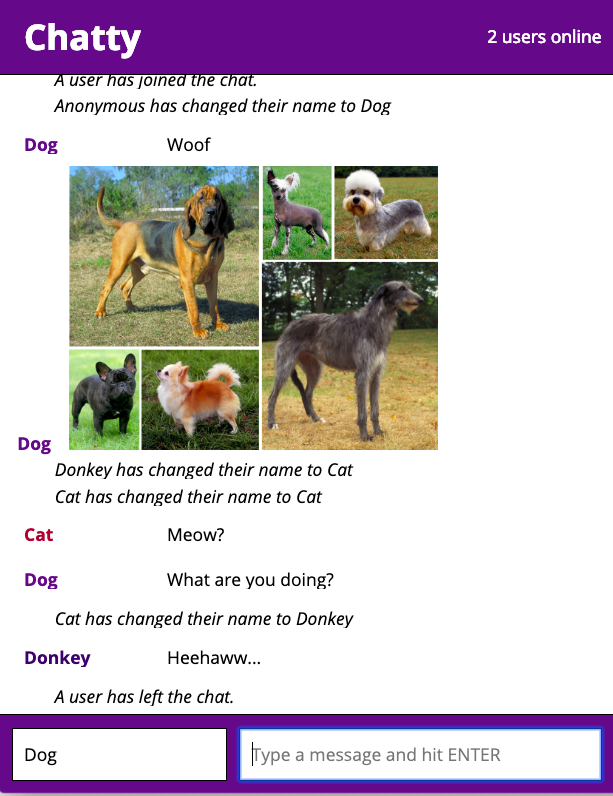 Chatty
2 users online
A user has joined the chat.
Anonymous has changed their name to Dog
Dog Woof
Dog
Donkey has changed their name to Cat
Cat has changed their name to Cat
Cat Meow?
Dog What are you doing?
Cat has changed their name to Donkey
Donkey Heehaww...
A user has left the chat.
Dog
Type a message and hit ENTER